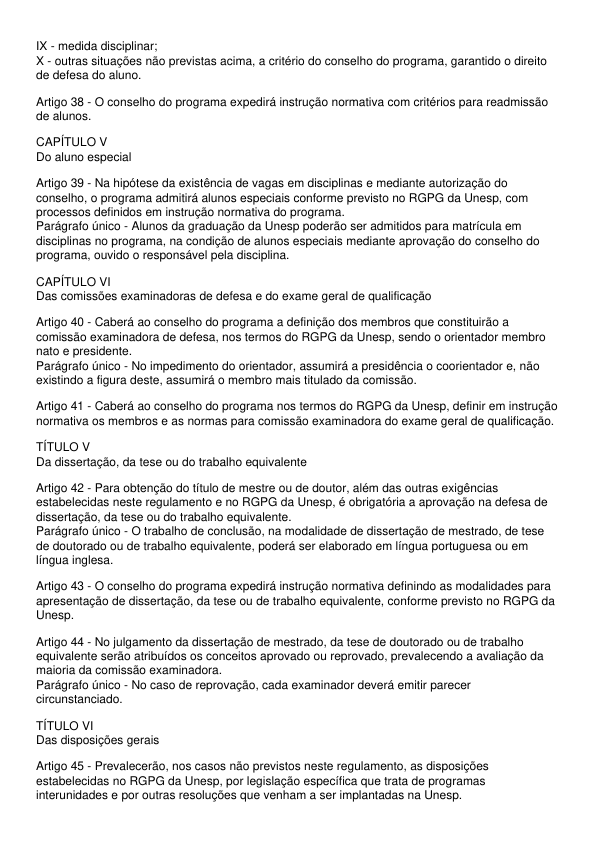 IX - medida disciplinar;
X - outras situações não previstas acima, a critério do conselho do programa, garantido o direito
de defesa do aluno.
Artigo 38 - O conselho do programa expedirá instrução normativa com critérios para readmissão
de alunos.
CAPÍTULO V
Do aluno especial
Artigo 39 - Na hipótese da existência de vagas em disciplinas e mediante autorização do
conselho, o programa admitirá alunos especiais conforme previsto no RGPG da Unesp, com
processos definidos em instrução normativa do programa.
Parágrafo único - Alunos da graduação da Unesp poderão ser admitidos para matrícula em
disciplinas no programa, na condição de alunos especiais mediante aprovação do conselho do
programa, ouvido o responsável pela disciplina.
CAPÍTULO VI
Das comissões examinadoras de defesa e do exame geral de qualificação
Artigo 40 - Caberá ao conselho do programa a definição dos membros que constituirão a
comissão examinadora de defesa, nos termos do RGPG da Unesp, sendo o orientador membro
nato e presidente.
Parágrafo único - No impedimento do orientador, assumirá a presidência o coorientador e, não
existindo a figura deste, assumirá o membro mais titulado da comissão.
Artigo 41 - Caberá ao conselho do programa nos termos do RGPG da Unesp, definir em instrução
normativa os membros e as normas para comissão examinadora do exame geral de qualificação.
TÍTULO V
Da dissertação, da tese ou do trabalho equivalente
Artigo 42 - Para obtenção do título de mestre ou de doutor, além das outras exigências
estabelecidas neste regulamento e no RGPG da Unesp, é obrigatória a aprovação na defesa de
dissertação, da tese ou do trabalho equivalente.
Parágrafo único - O trabalho de conclusão, na modalidade de dissertação de mestrado, de tese
de doutorado ou de trabalho equivalente, poderá ser elaborado em língua portuguesa ou em
língua inglesa.
Artigo 43 - O conselho do programa expedirá instrução normativa definindo as modalidades para
apresentação de dissertação, da tese ou de trabalho equivalente, conforme previsto no RGPG da
Unesp.
Artigo 44 - No julgamento da dissertação de mestrado, da tese de doutorado ou de trabalho
equivalente serão atribuídos os conceitos aprovado ou reprovado, prevalecendo a avaliação da
maioria da comissão examinadora.
Parágrafo único - No caso de reprovação, cada examinador deverá emitir parecer
circunstanciado.
TÍTULO VI
Das disposições gerais
Artigo 45 - Prevalecerão, nos casos não previstos neste regulamento, as disposições
estabelecidas no RGPG da Unesp, por legislação específica que trata de programas
interunidades e por outras resoluções que venham a ser implantadas na Unesp.